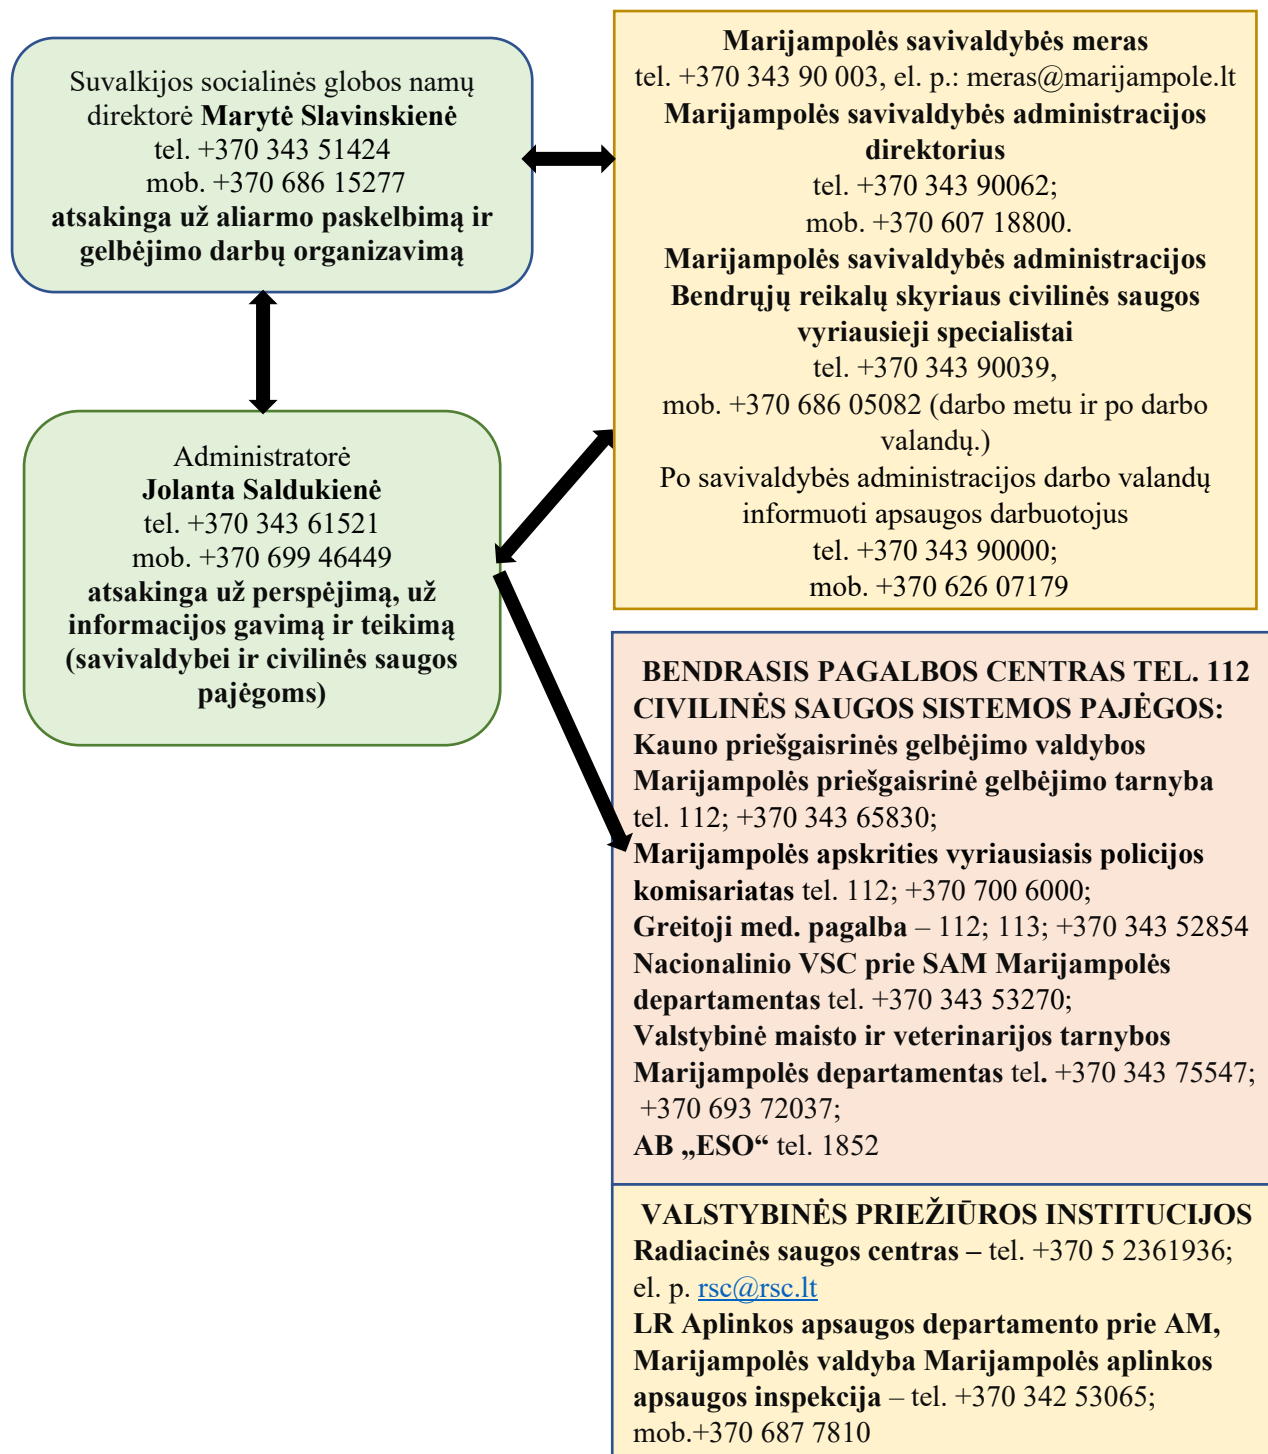 Suvalkijos socialinės globos namų
direktorė Marytė Slavinskienė
tel. +370 343 51424
mob. +370 686 15277
atsakinga už aliarmo paskelbimą ir
gelbėjimo darbų organizavimą
Administratorė
Jolanta Saldukienė
tel. +370 343 61521
mob. +370 699 46449
atsakinga už perspėjimą, už
informacijos gavimą ir teikimą
(savivaldybei ir civilinės saugos
pajėgoms)
Marijampolės savivaldybės meras
tel. +370 343 90 003, el. p.: meras@marijampole.lt
Marijampolės savivaldybės administracijos
direktorius
tel. +370 343 90062;
mob. +370 607 18800.
Marijampolės savivaldybės administracijos
Bendrųjų reikalų skyriaus civilinės saugos
vyriausieji specialistai
tel. +370 343 90039,
mob. +370 686 05082 (darbo metu ir po darbo
valandų.)
Po savivaldybės administracijos darbo valandų
informuoti apsaugos darbuotojus
tel. +370 343 90000;
mob. +370 626 07179
BENDRASIS PAGALBOS CENTRAS TEL. 112
CIVILINĖS SAUGOS SISTEMOS PAJĖGOS:
Kauno priešgaisrinės gelbėjimo valdybos
Marijampolės priešgaisrinė gelbėjimo tarnyba
tel. 112; +370 343 65830;
Marijampolės apskrities vyriausiasis policijos
komisariatas tel. 112; +370 700 6000;
Greitoji med. pagalba – 112; 113; +370 343 52854
Nacionalinio VSC prie SAM Marijampolės
departamentas tel. +370 343 53270;
Valstybinė maisto ir veterinarijos tarnybos
Marijampolės departamentas tel. +370 343 75547;
+370 693 72037;
AB „ESO“ tel. 1852
VALSTYBINĖS PRIEŽIŪROS INSTITUCIJOS
Radiacinės saugos centras – tel. +370 5 2361936;
el. p. rsc@rsc.lt
LR Aplinkos apsaugos departamento prie AM,
Marijampolės valdyba Marijampolės aplinkos
apsaugos inspekcija – tel. +370 342 53065;
mob.+370 687 7810